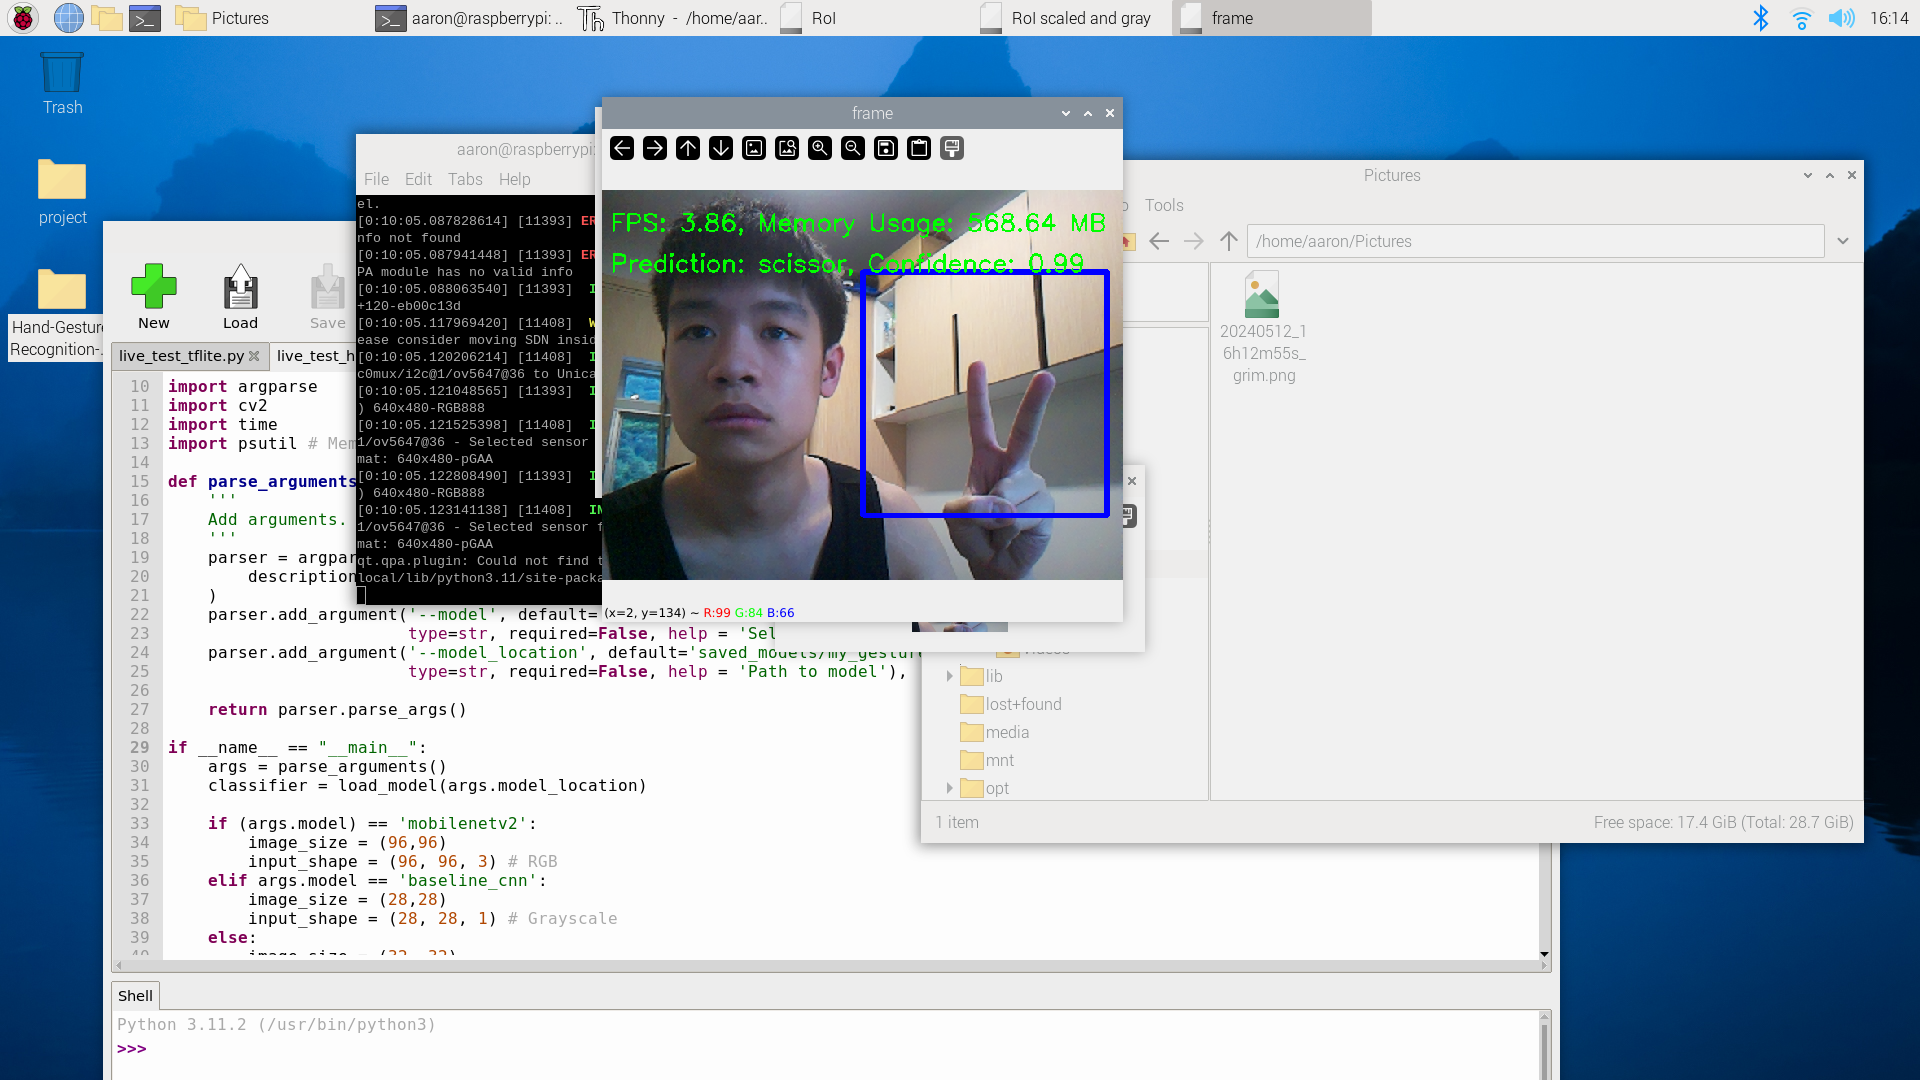 Pictures
aaron@raspberrypi: ..
Thonny - /home/aar..
RoI
RoI scaled and gray
frame
16:14
Trash
project
Hand-Gesture
Recognition-..
frame
aaron@raspberrypi:
File Edit Tabs Help
el.
[0:10:05.087828614] [11393] ER
nfo not found
[0:10:05.087941448] [11393] ER
PA module has no valid info
[0:10:05.088063540] [11393] I
+120-eb00c13d
[0:10:05.117969420] [11408] W
ease consider moving SDN insid
[0:10:05.120206214] [11408] I
c0mux/i2c@1/ov5647@36 to Unica
[0:10:05.121048565] [11393] I
) 640x480-RGB888
[0:10:05.121525398] [11408] I
1/ov5647@36 - Selected sensor
mat: 640x480-pGAA
[0:10:05.122808490] [11393] I
) 640x480-RGB888
[0:10:05.123141138] [11408] IN
1/ov5647@36 - Selected sensor f
mat: 640x480-pGAA
qt.qpa.plugin: Could not find t
local/lib/python3.11/site-packa
FPS: 3.86, Memory Usage: 568.64 MB
Prediction: scissor, Confidence: 0.99
(x=2, y=134) ~ R:99 G:84 B:66
Pictures
Tools
/home/aaron/Pictures
20240512_1
6h12m55s_
grim.png
lib
lost+found
media
mnt
opt
1 item
Free space: 17.4 GiB (Total: 28.7 GiB)
New
Load
Save
live_test_tflite.py
live_test_h
10 import argparse
11 import cv2
12 import time
13 import psutil # Mem
14
15 def parse_arguments
16 '''
17 Add arguments.
18 '''
19 parser = argpar
20 description
21 )
22 parser.add_argument('--model', default=
23 type=str, required=False, help = 'Sel
24 parser.add_argument('--model_location', default='saved_models/my_gestur
25 type=str, required=False, help = 'Path to model'),
26
27 return parser.parse_args()
28
29 if __name__ == "__main__":
30 args = parse_arguments()
31 classifier = load_model(args.model_location)
32
33 if (args.model) == 'mobilenetv2':
34 image_size = (96,96)
35 input_shape = (96, 96, 3) # RGB
36 elif args.model == 'baseline_cnn':
37 image_size = (28,28)
38 input_shape = (28, 28, 1) # Grayscale
39 else:
Shell
Python 3.11.2 (/usr/bin/python3)
>>>